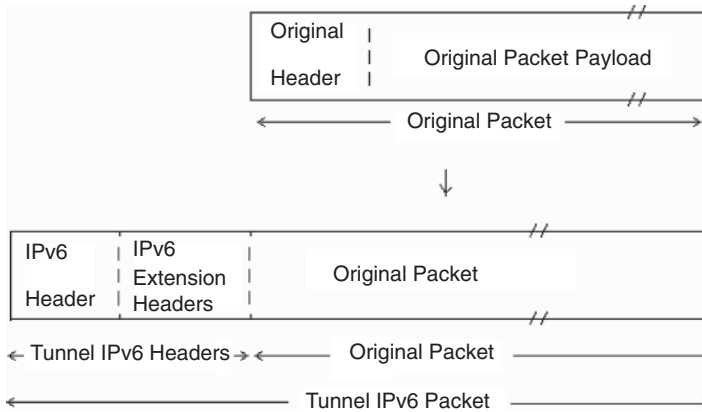 Original
Header
Original Packet Payload
Original Packet
IPv6
Header
IPv6
Extension
Headers
Original Packet
Tunnel IPv6 Headers
Original Packet
Tunnel IPv6 Packet